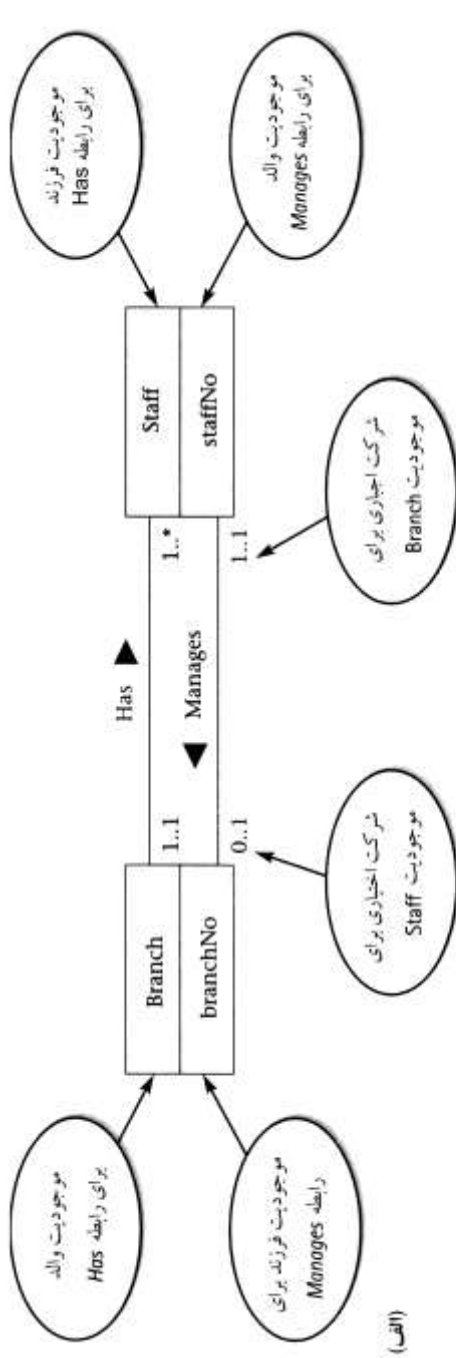 موجودیت والد
برای رابطه Has
موجودیت فرزند
برای رابطه Has
Has
Branch
branchNo
1..1
1..*
Staff
staffNo
Manages
0..1
1..1
موجودیت فرزند برای
رابطه Manages
شرکت اختیاری برای
موجودیت Staff
شرکت اجباری برای
موجودیت Branch
موجودیت والد
برای رابطه Manages
(الف)